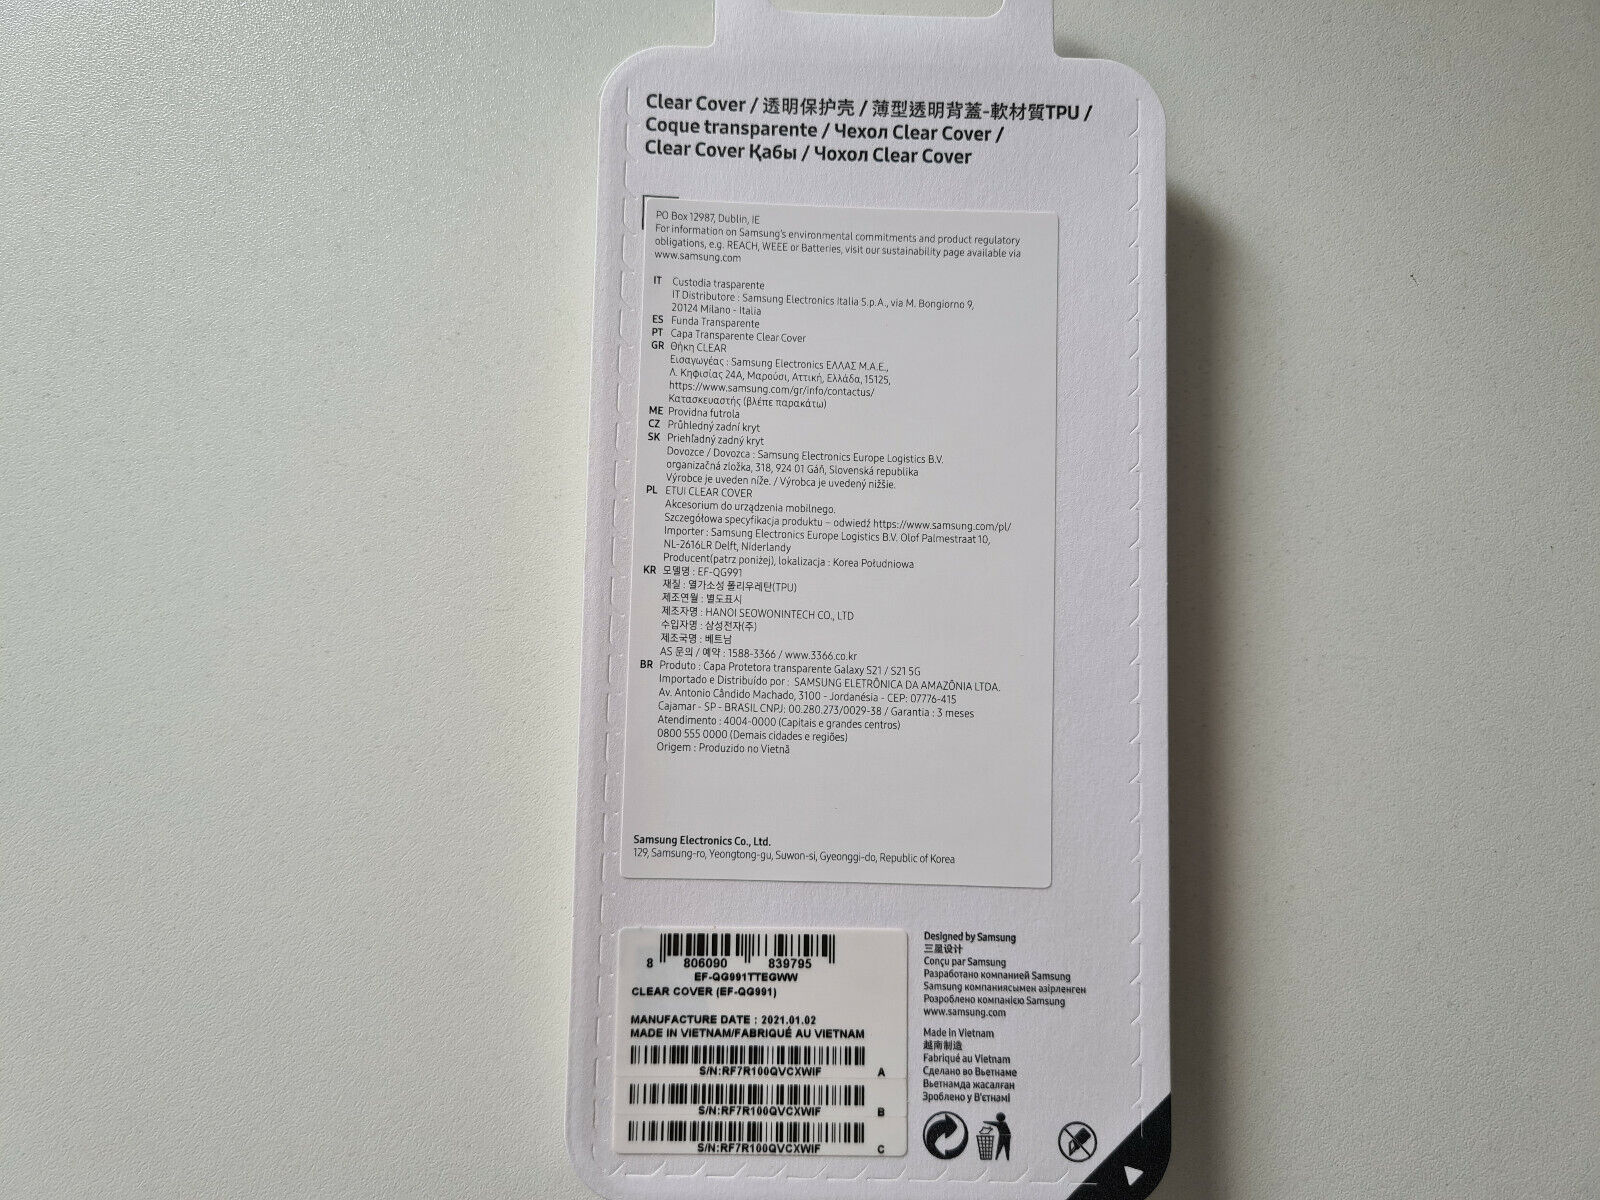 Clear Cover / 透明保护壳 / 薄型透明背蓋-軟材質TPU /
Coque transparente / Чехол Clear Cover /
Clear Cover Қабы / Чохол Clear Cover
PO Box 12987, Dublin, IE
For information on Samsung's environmental commitments and product regulatory
obligations, e.g. REACH, WEEE or Batteries, visit our sustainability page available via
www.samsung.com
IT Custodia trasparente
IT Distributore : Samsung Electronics Italia S.p.A., via M. Bongiorno 9,
20124 Milano - Italia
ES Funda Transparente
PT Capa Transparente Clear Cover
GR Θήκη CLEAR
Εισαγωγέας : Samsung Electronics ΕΛΛΑΣ Μ.Α.Ε.,
Λ. Κηφισίας 24Α, Μαρούσι, Αττική, Ελλάδα, 15125,
https://www.samsung.com/gr/info/contactus/
Κατασκευαστής (βλέπε παρακάτω)
ME Providna futrola
CZ Průhledný zadní kryt
SK Priehľadný zadný kryt
Dovozce / Dovozca : Samsung Electronics Europe Logistics B.V.
organizačná zložka, 318, 924 01 Gáň, Slovenská republika
Výrobce je uveden níže. / Výrobca je uvedený nižšie.
PL ETUI CLEAR COVER
Akcesorium do urządzenia mobilnego.
Szczegółowa specyfikacja produktu – odwiedź https://www.samsung.com/pl/
Importer : Samsung Electronics Europe Logistics B.V. Olof Palmestraat 10,
NL-2616LR Delft, Niderlandy
Producent(patrz poniżej), lokalizacja : Korea Południowa
KR 모델명 : EF-QG991
재질 : 열가소성 폴리우레탄(TPU)
제조연월 : 별도표시
제조자명 : HANOI SEOWONINTECH CO., LTD
수입자명 : 삼성전자(주)
제조국명 : 베트남
AS 문의 / 예약 : 1588-3366 / www.3366.co.kr
BR Produto : Capa Protetora transparente Galaxy S21 / S21 5G
Importado e Distribuído por : SAMSUNG ELETRÔNICA DA AMAZÔNIA LTDA.
Av. Antonio Cândido Machado, 3100 - Jordanésia - CEP: 07776-415
Cajamar - SP - BRASIL CNPJ: 00.280.273/0029-38 / Garantia : 3 meses
Atendimento : 4004-0000 (Capitais e grandes centros)
0800 555 0000 (Demais cidades e regiões)
Origem : Produzido no Vietnã
Samsung Electronics Co., Ltd.
129, Samsung-ro, Yeongtong-gu, Suwon-si, Gyeonggi-do, Republic of Korea
8 806090 839795
EF-QG991TTEGWW
CLEAR COVER (EF-QG991)
MANUFACTURE DATE : 2021.01.02
MADE IN VIETNAM/FABRIQUÉ AU VIETNAM
S/N:RF7R100QVCXWIF A
S/N:RF7R100QVCXWIF B
S/N:RF7R100QVCXWIF C
Designed by Samsung
三星设计
Conçu par Samsung
Разработано компанией Samsung
Samsung компаниясымен әзірленген
Розроблено компанією Samsung
www.samsung.com
Made in Vietnam
越南制造
Fabriqué au Vietnam
Сделано во Вьетнаме
Вьетнамда жасалған
Зроблено у В'єтнамі